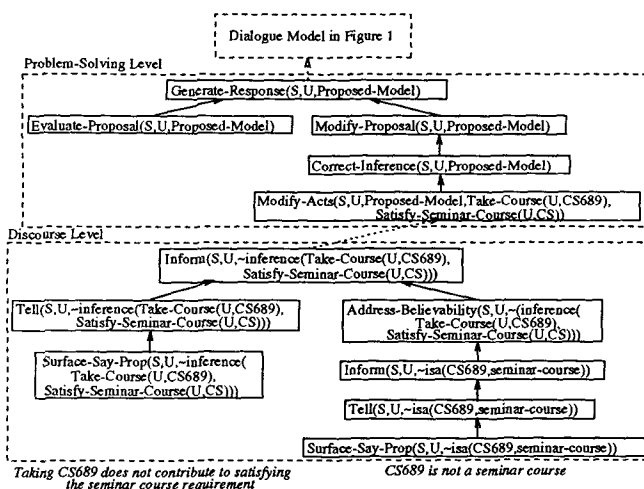 Dialogue Model in Figure 1
Problem-Solving Level
Generate-Response(S,U,Proposed-Model)
Evaluate-Proposal(S,U,Proposed-Model)
Modify-Proposal(S,U,Proposed-Model)
Correct-Inference(S,U,Proposed-Model)
Modify-Acts(S,U,Proposed-Model,Take-Course(U,CS689),
Satisfy-Seminar-Course(U,CS))
Discourse Level
Inform(S,U,~inference(Take-Course(U,CS689),
Satisfy-Seminar-Course(U,CS)))
Tell(S,U,~inference(Take-Course(U,CS689),
Satisfy-Seminar-Course(U,CS)))
Address-Believability(S,U,~(inference(
Take-Course(U,CS689),
Satisfy-Seminar-Course(U,CS)))
Surface-Say-Prop(S,U,~inference(
Take-Course(U,CS689),
Satisfy-Seminar-Course(U,CS)))
Inform(S,U,~isa(CS689,seminar-course))
Tell(S,U,~isa(CS689,seminar-course))
Surface-Say-Prop(S,U,~isa(CS689,seminar-course))
Taking CS689 does not contribute to satisfying
the seminar course requirement
CS689 is not a seminar course